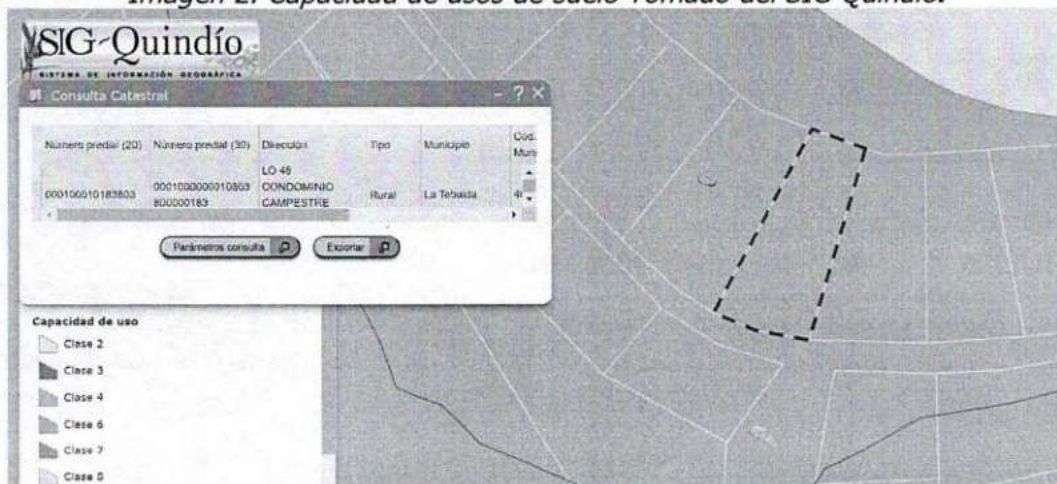 Imagen 2. Capacidad de usos de suelo Tomado del SIG Quindío.
SIG-Quindío
SISTEMA DE INFORMACIÓN GEOGRÁFICA
Consulta Catastral
Número predial (20) Número predial (30) Dirección Tipo Municipio Cód. Mun
LO 48
000100010183803 0001000000010803 CONDOMINIO Rural La Tebaida
800000183 CAMPESTRE
Parámetros consulta Exportar
Capacidad de uso
Clase 2
Clase 3
Clase 4
Clase 6
Clase 7
Clase 8